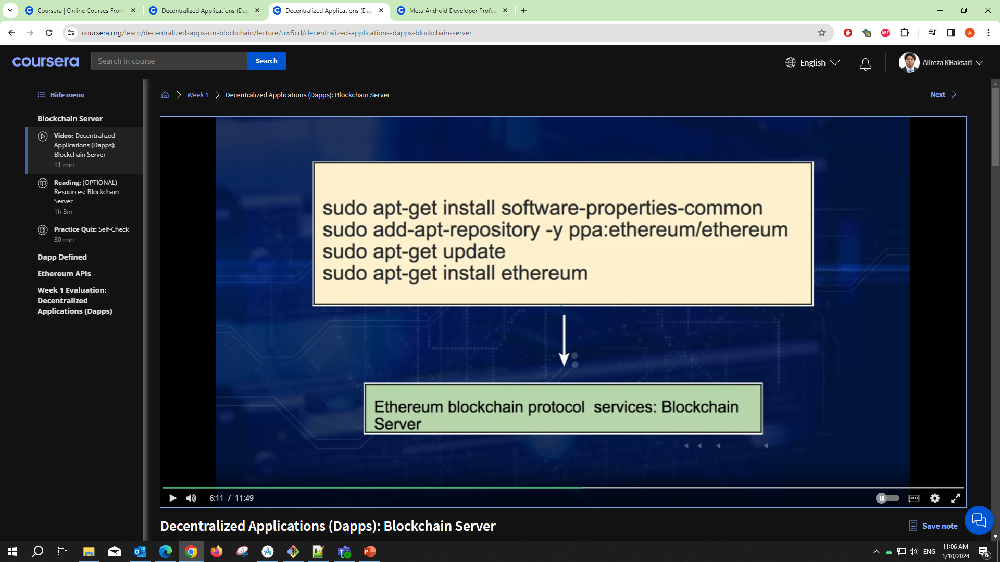 Coursera | Online Courses From
Decentralized Applications (Dap
Decentralized Applications (Dap
Meta Android Developer Profes
coursera.org/learn/decentralized-apps-on-blockchain/lecture/uw5cd/decentralized-applications-dapps-blockchain-server
ABP
A
coursera
Search in course
Search
English
Alireza KHaksari
Hide menu
Week 1
Decentralized Applications (Dapps): Blockchain Server
Next
Blockchain Server
Video: Decentralized
Applications (Dapps):
Blockchain Server
11 min
Reading: (OPTIONAL)
Resources: Blockchain
Server
1h 3m
Practice Quiz: Self-Check
30 min
Dapp Defined
Ethereum APIs
Week 1 Evaluation:
Decentralized
Applications (Dapps)
sudo apt-get install software-properties-common
sudo add-apt-repository -y ppa:ethereum/ethereum
sudo apt-get update
sudo apt-get install ethereum
Ethereum blockchain protocol services: Blockchain
Server
6:11 / 11:49
Decentralized Applications (Dapps): Blockchain Server
Save note
ENG
11:06 AM
1/10/2024
6